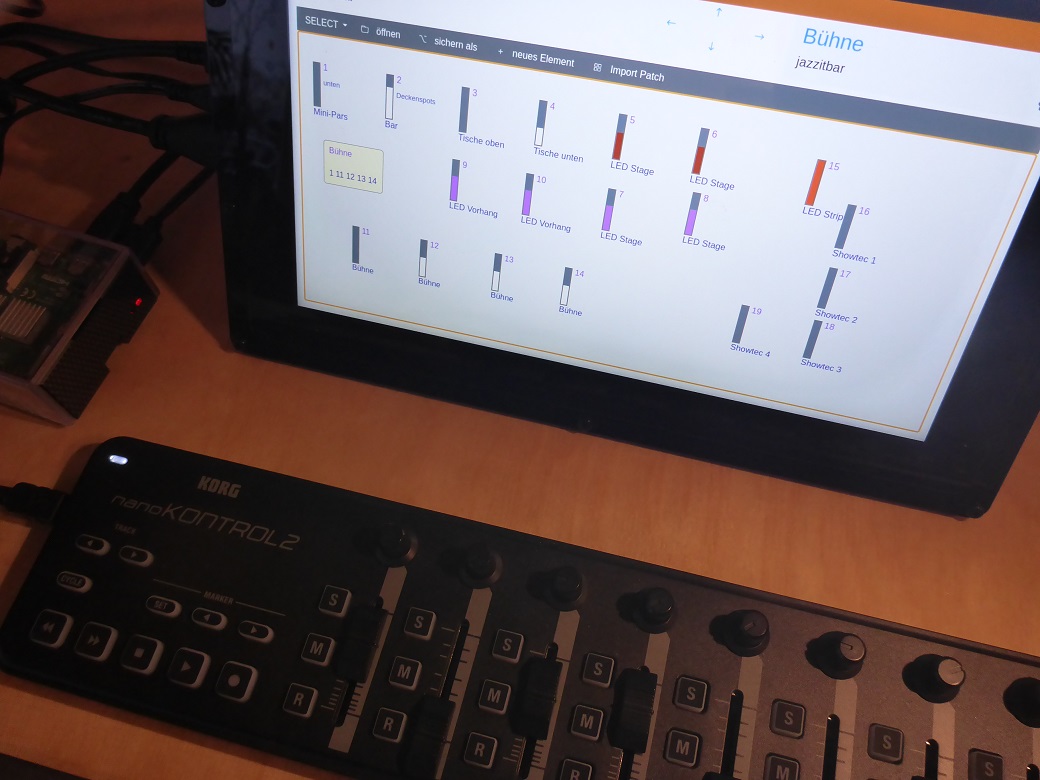 Bühne
jazzitbar
SELECT
öffnen
sichern als
+ neues Element
Import Patch
1
unten
Mini-Pars
2
Deckenspots
Bar
3
Tische oben
4
Tische unten
5
LED Stage
6
LED Stage
15
LED Strip
16
Showtec 1
Bühne
1 11 12 13 14
9
LED Vorhang
10
LED Vorhang
7
LED Stage
8
LED Stage
17
Showtec 2
11
Bühne
12
Bühne
13
Bühne
14
Bühne
19
Showtec 4
18
Showtec 3
KORG
nanoKONTROL2
TRACK
CYCLE
MARKER
SET
S
M
R
S
M
R
S
M
R
S
M
R
S
M
S
M
S
S